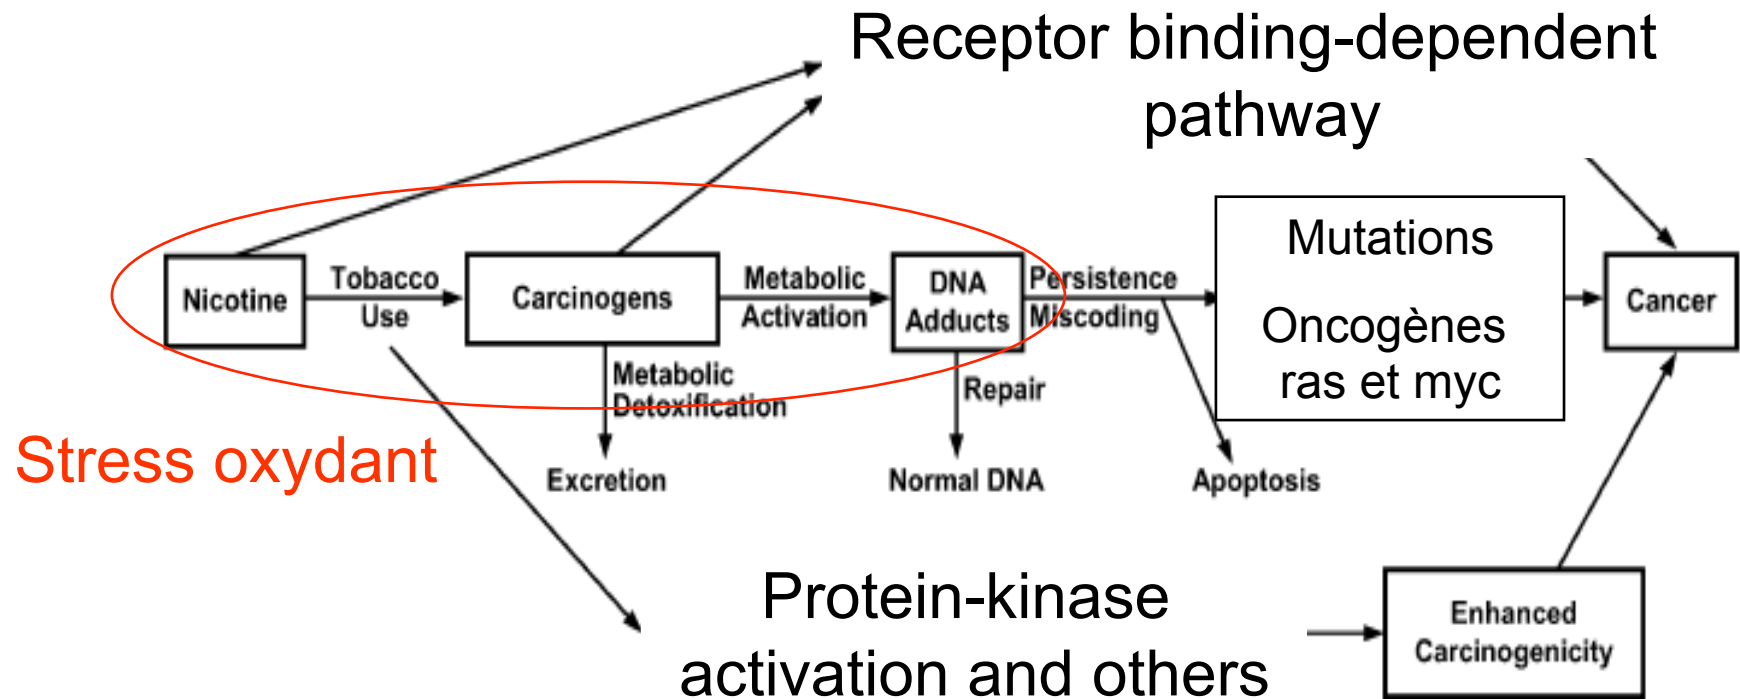 Receptor binding-dependent
pathway
Nicotine
Tobacco
Use
Carcinogens
Metabolic
Activation
DNA
Adducts
Persistence
Miscoding
Mutations
Oncogènes
ras et myc
Cancer
Metabolic
Detoxification
Repair
Stress oxydant
Excretion
Normal DNA
Apoptosis
Protein-kinase
activation and others
Enhanced
Carcinogenicity